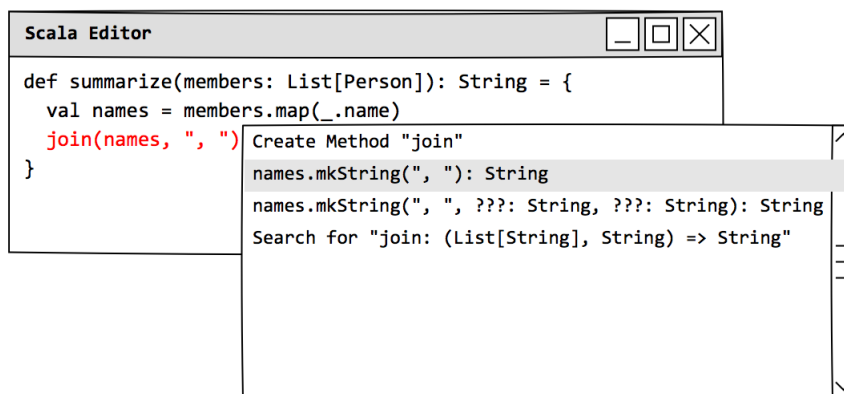 Scala Editor
def summarize(members: List[Person]): String = {
  val names = members.map(_.name)
  join(names, ", ")
}
Create Method "join"
names.mkString(", "): String
names.mkString(", ", ???: String, ???: String): String
Search for "join: (List[String], String) => String"